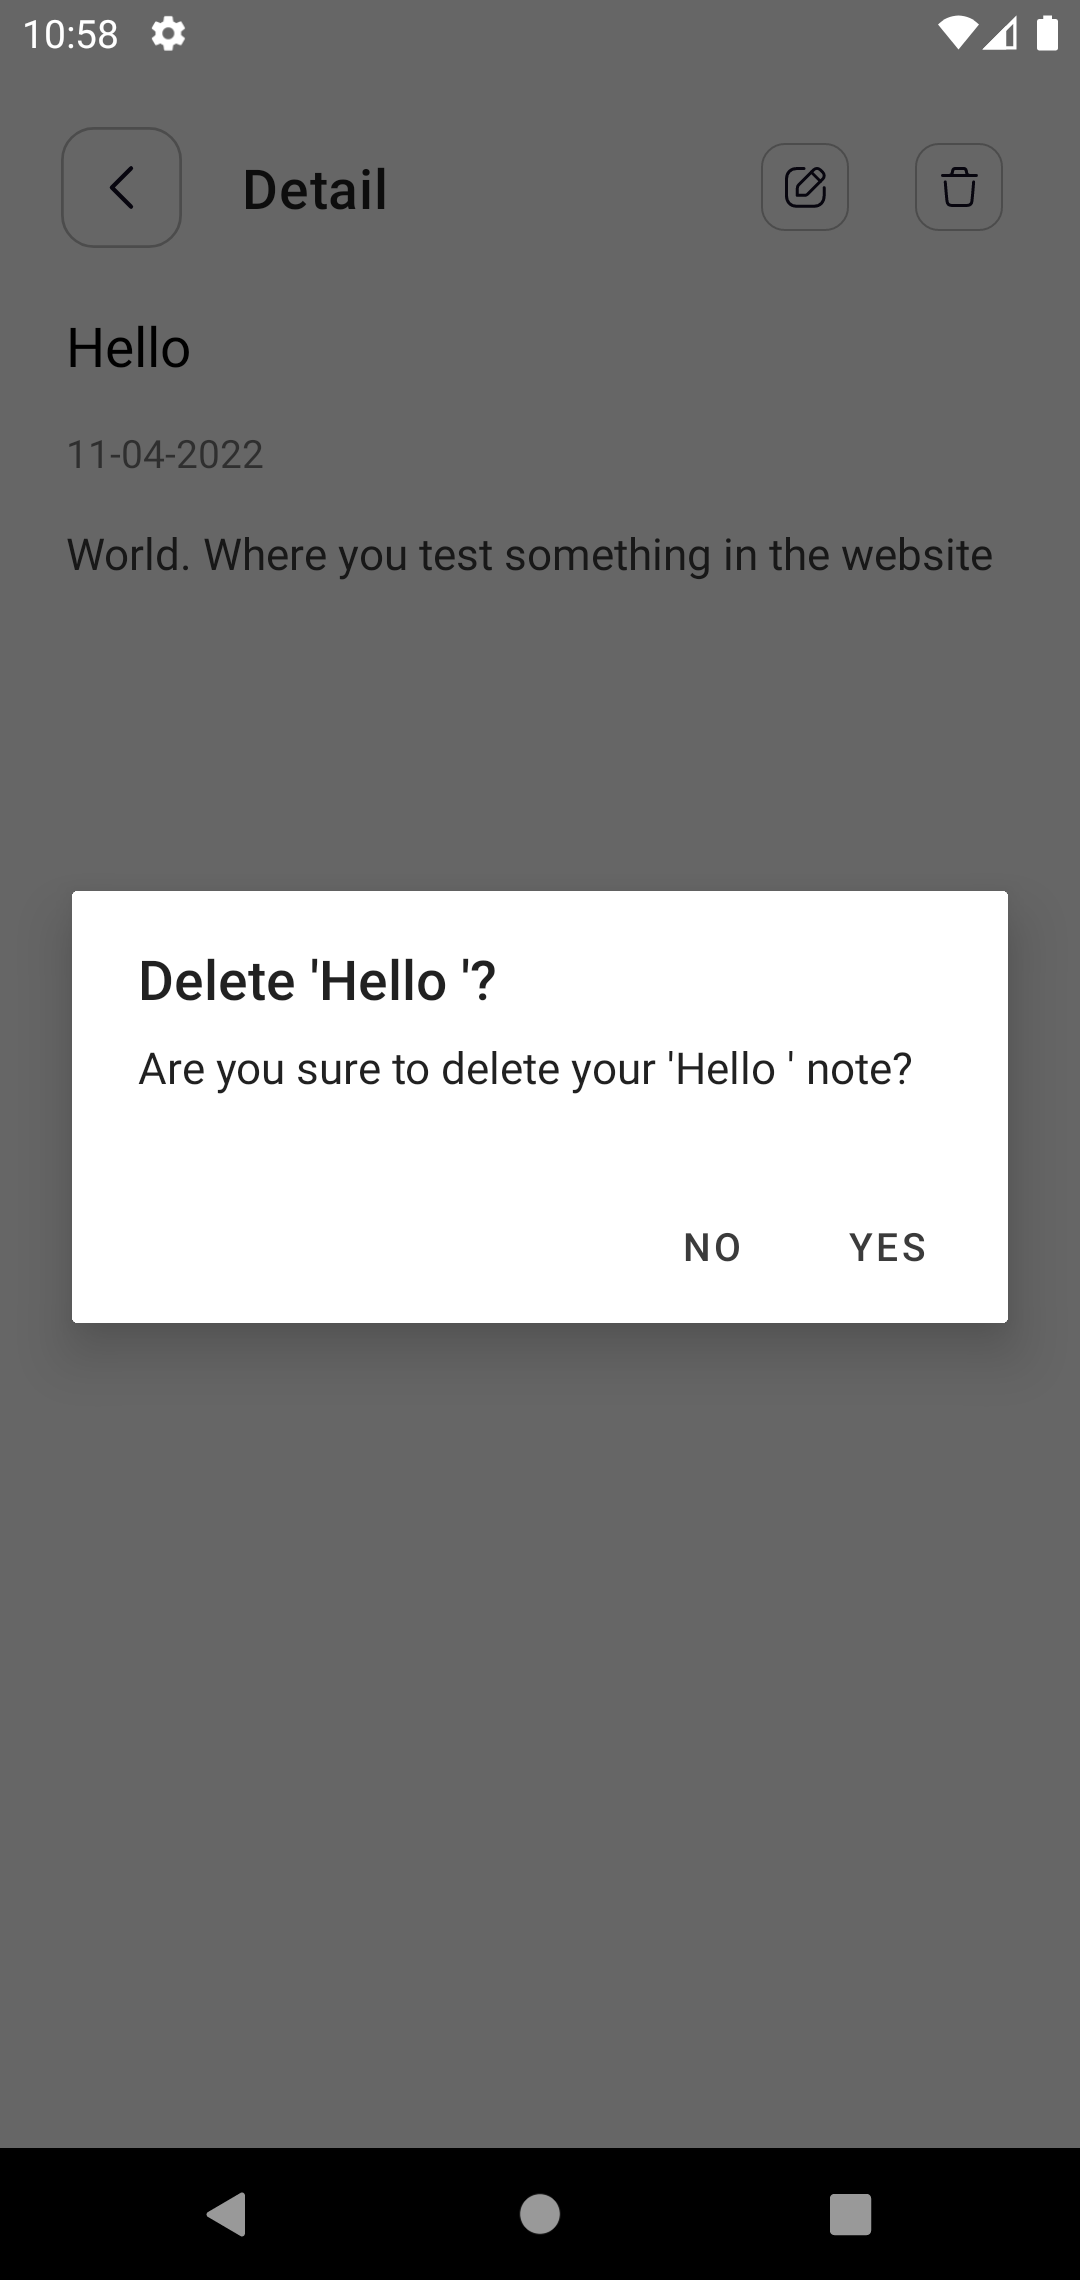 10:58
Detail
Hello
11-04-2022
World. Where you test something in the website
Delete 'Hello '?
Are you sure to delete your 'Hello ' note?
NO YES